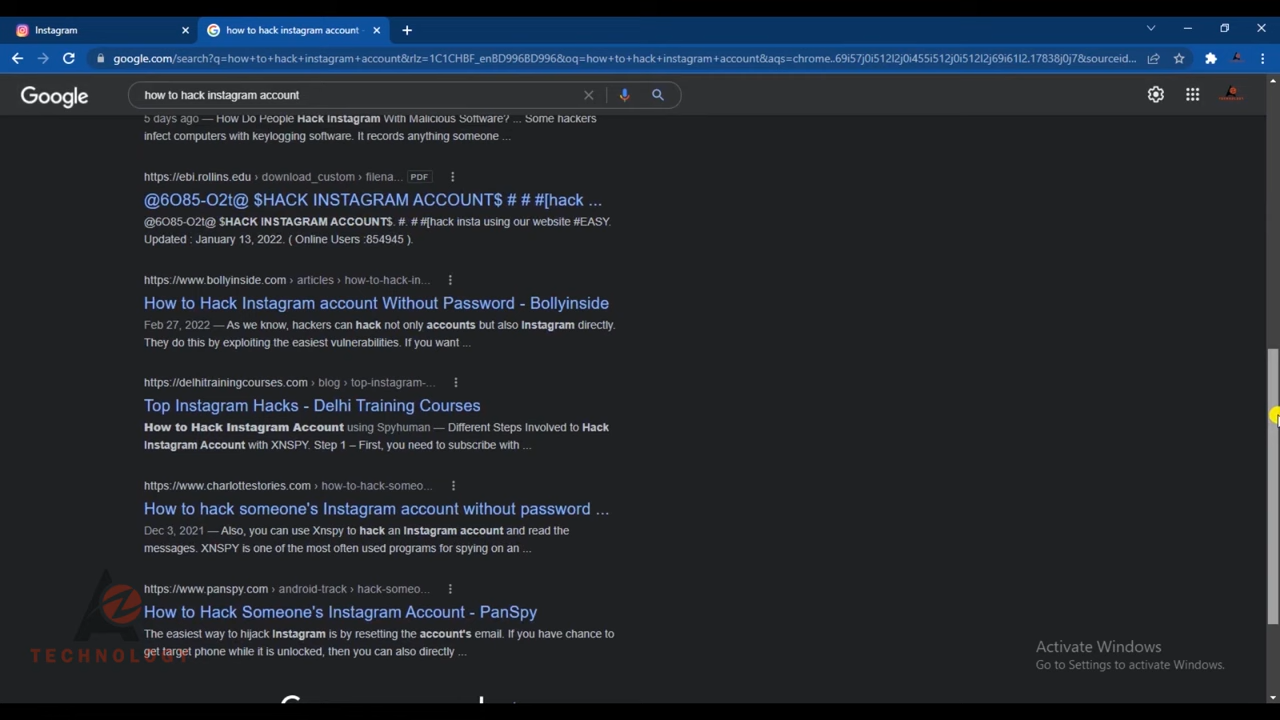 Instagram
how to hack instagram account
google.com/search?q=how+to+hack+instagram+account&rlz=1C1CHBF_enBD996BD996&oq=how+to+hack+instagram+account&aqs=chrome..69i57j0i512l2j0i455i512j0i512l2j69i61l2.17838j0j7&sourceid...
Google
how to hack instagram account
5 days ago — How Do People Hack Instagram With Malicious Software? ... Some hackers
infect computers with keylogging software. It records anything someone ...
https://ebi.rollins.edu › download_custom › filena... PDF
@6O85-O2t@ $HACK INSTAGRAM ACCOUNT$ # # #[hack ...
@6O85-O2t@ $HACK INSTAGRAM ACCOUNT$. #. # #[hack insta using our website #EASY.
Updated : January 13, 2022. ( Online Users :854945 ).
https://www.bollyinside.com › articles › how-to-hack-in...
How to Hack Instagram account Without Password - Bollyinside
Feb 27, 2022 — As we know, hackers can hack not only accounts but also Instagram directly.
They do this by exploiting the easiest vulnerabilities. If you want ...
https://delhitrainingcourses.com › blog › top-instagram-...
Top Instagram Hacks - Delhi Training Courses
How to Hack Instagram Account using Spyhuman — Different Steps Involved to Hack
Instagram Account with XNSPY. Step 1 – First, you need to subscribe with ...
https://www.charlottestories.com › how-to-hack-someo...
How to hack someone's Instagram account without password ...
Dec 3, 2021 — Also, you can use Xnspy to hack an Instagram account and read the
messages. XNSPY is one of the most often used programs for spying on an ...
https://www.panspy.com › android-track › hack-someo...
How to Hack Someone's Instagram Account - PanSpy
The easiest way to hijack Instagram is by resetting the account's email. If you have chance to
get target phone while it is unlocked, then you can also directly ...
TECHNOLOGY
Activate Windows
Go to Settings to activate Windows.